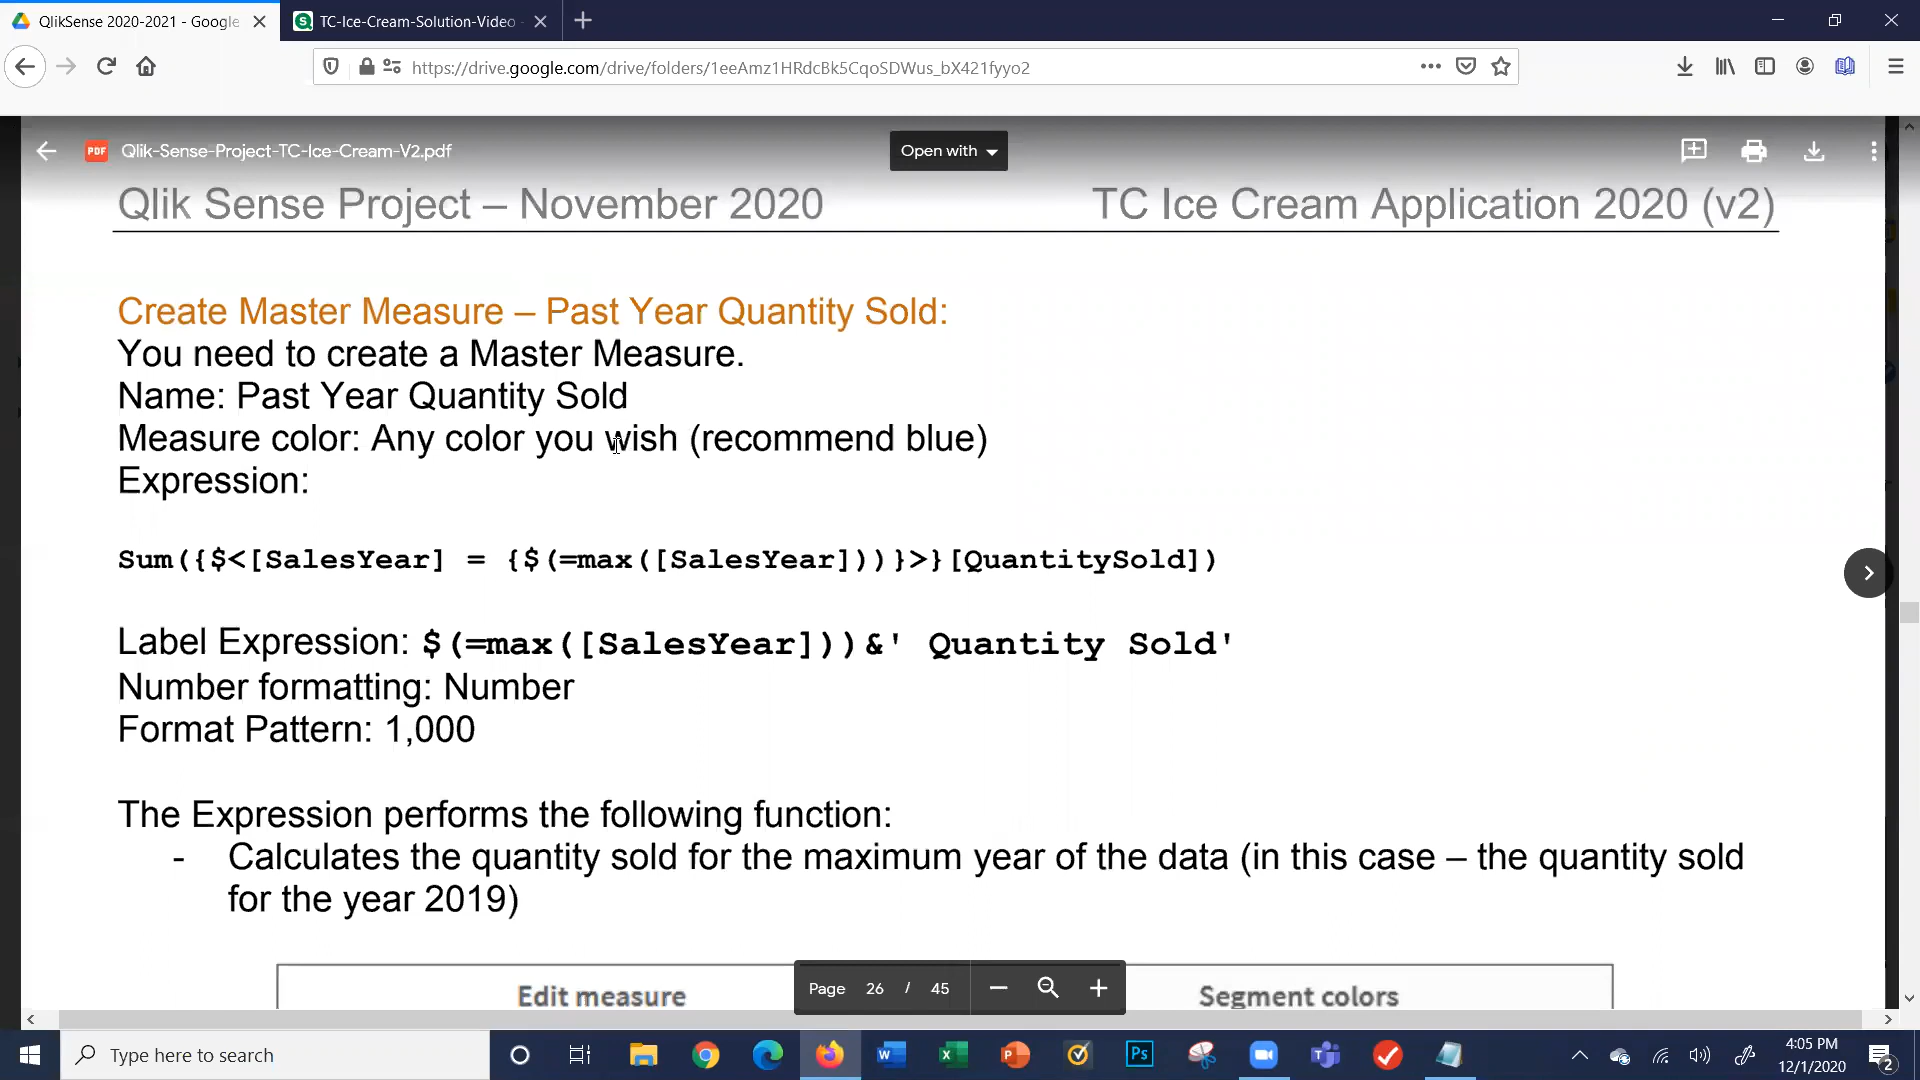 QlikSense 2020-2021 - Google
TC-Ice-Cream-Solution-Video
https://drive.google.com/drive/folders/1eeAmz1HRdcBk5CqoSDWus_bX421fyyo2
PDF
Qlik-Sense-Project-TC-Ice-Cream-V2.pdf
Open with
Qlik Sense Project – November 2020
TC Ice Cream Application 2020 (v2)
Create Master Measure – Past Year Quantity Sold:
You need to create a Master Measure.
Name: Past Year Quantity Sold
Measure color: Any color you wish (recommend blue)
Expression:
Sum({$<[SalesYear] = {$(=max([SalesYear]))}>}[QuantitySold])
Label Expression: $(=max([SalesYear]))&' Quantity Sold'
Number formatting: Number
Format Pattern: 1,000
The Expression performs the following function:
- Calculates the quantity sold for the maximum year of the data (in this case – the quantity sold
for the year 2019)
Edit measure
Segment colors
Page 26 / 45
Type here to search
Ps
4:05 PM
12/1/2020
2